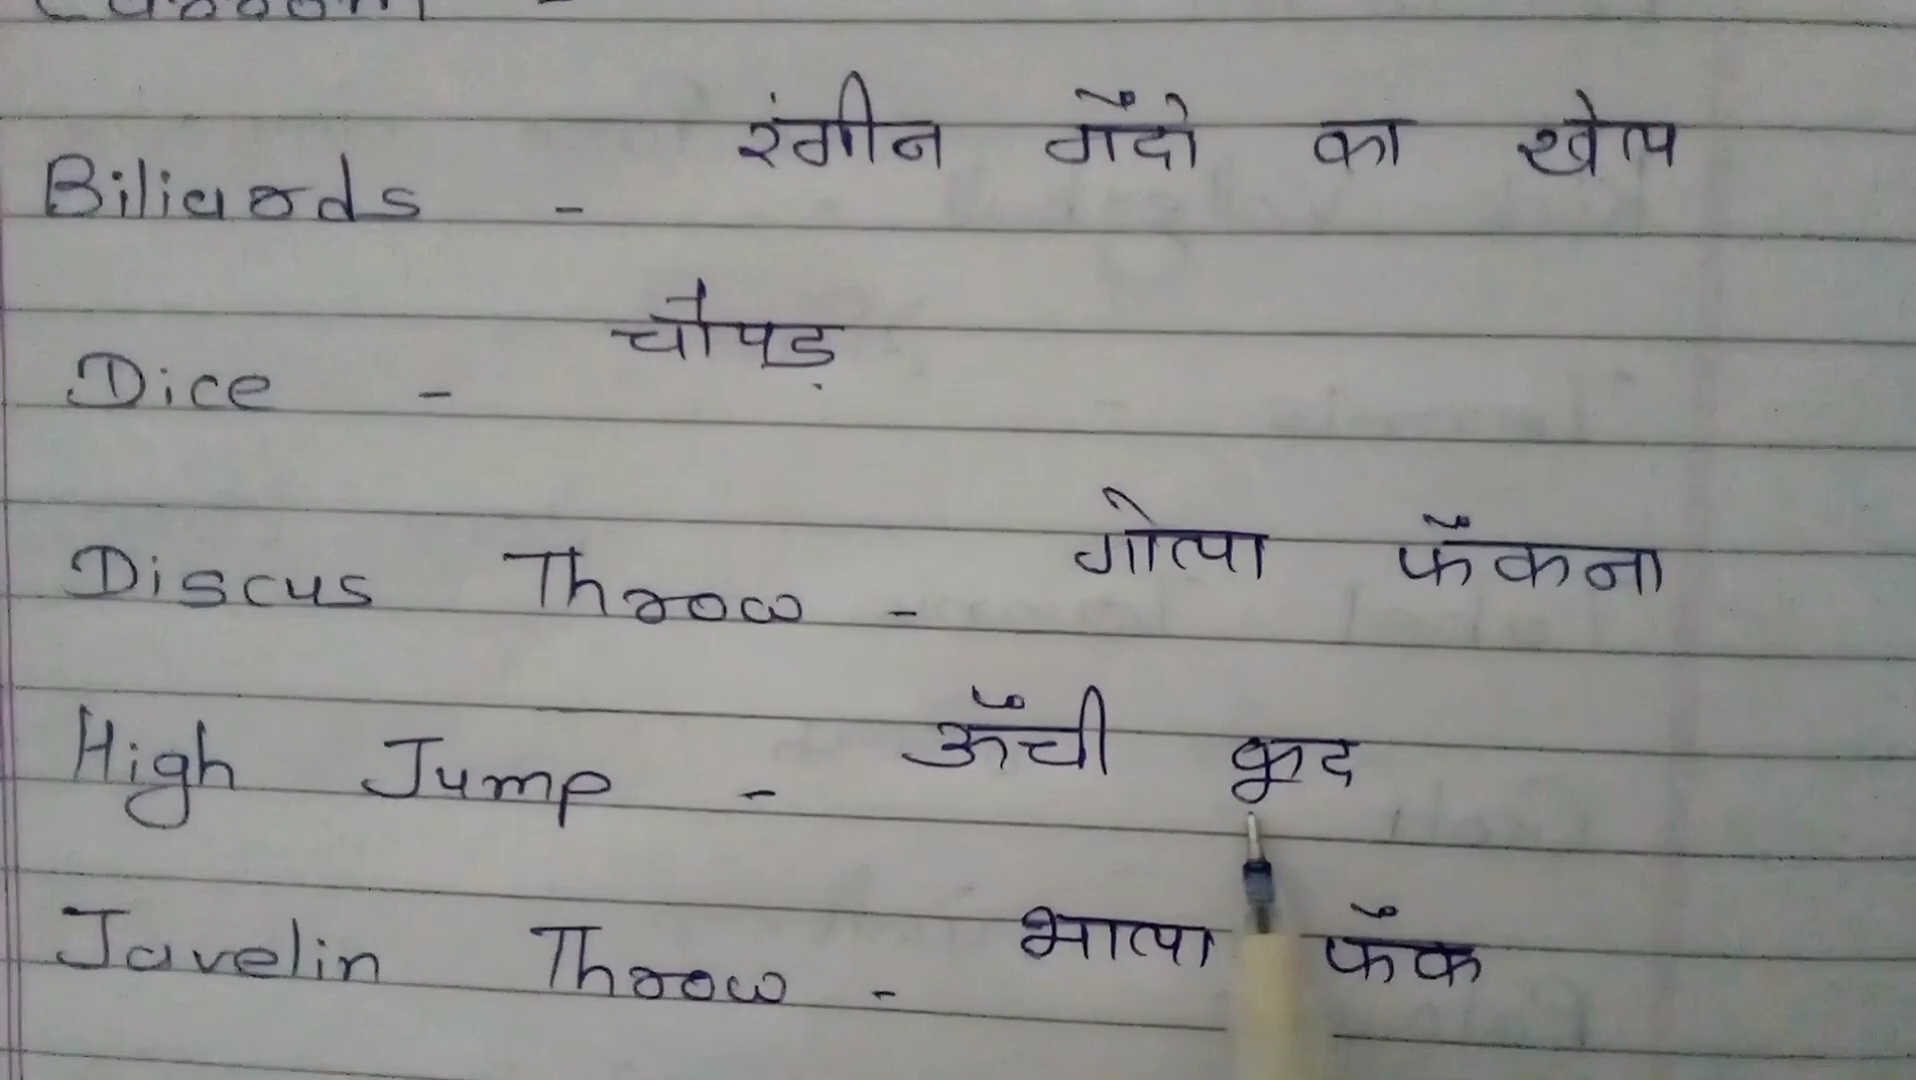 Biliards - रंगीन गेँदो का खेल
Dice - चौपड़
Discus Throw - गोला फेँकना
High Jump - ऊँची कूद
Javelin Throw - भाला फेँक